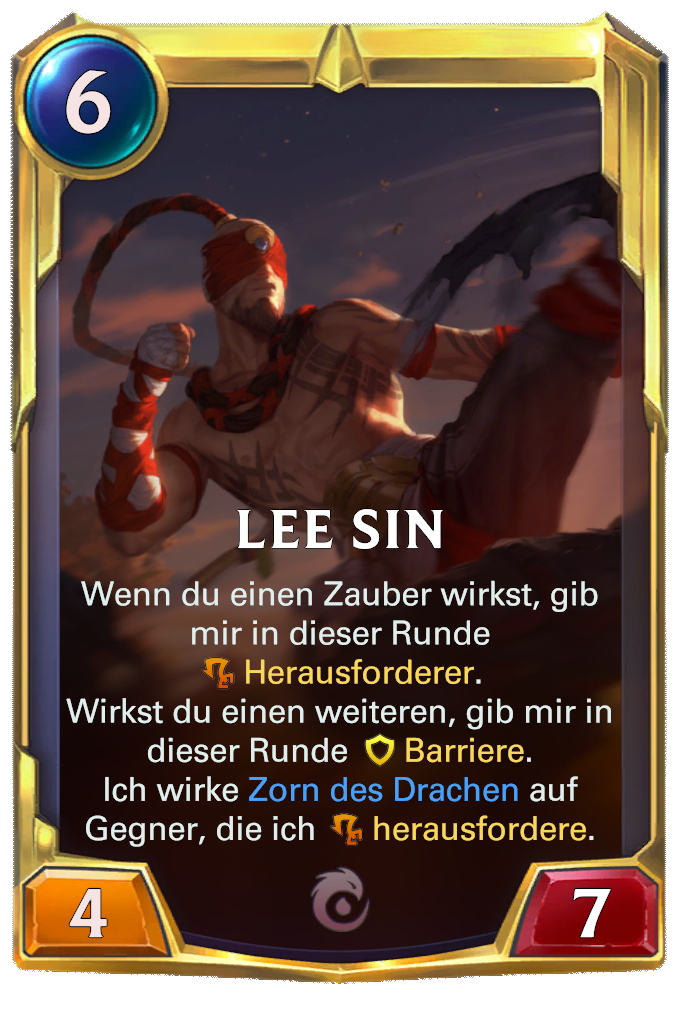 6
LEE SIN
Wenn du einen Zauber wirkst, gib
mir in dieser Runde
Herausforderer.
Wirkst du einen weiteren, gib mir in
dieser Runde Barriere.
Ich wirke Zorn des Drachen auf
Gegner, die ich herausfordere.
4
7